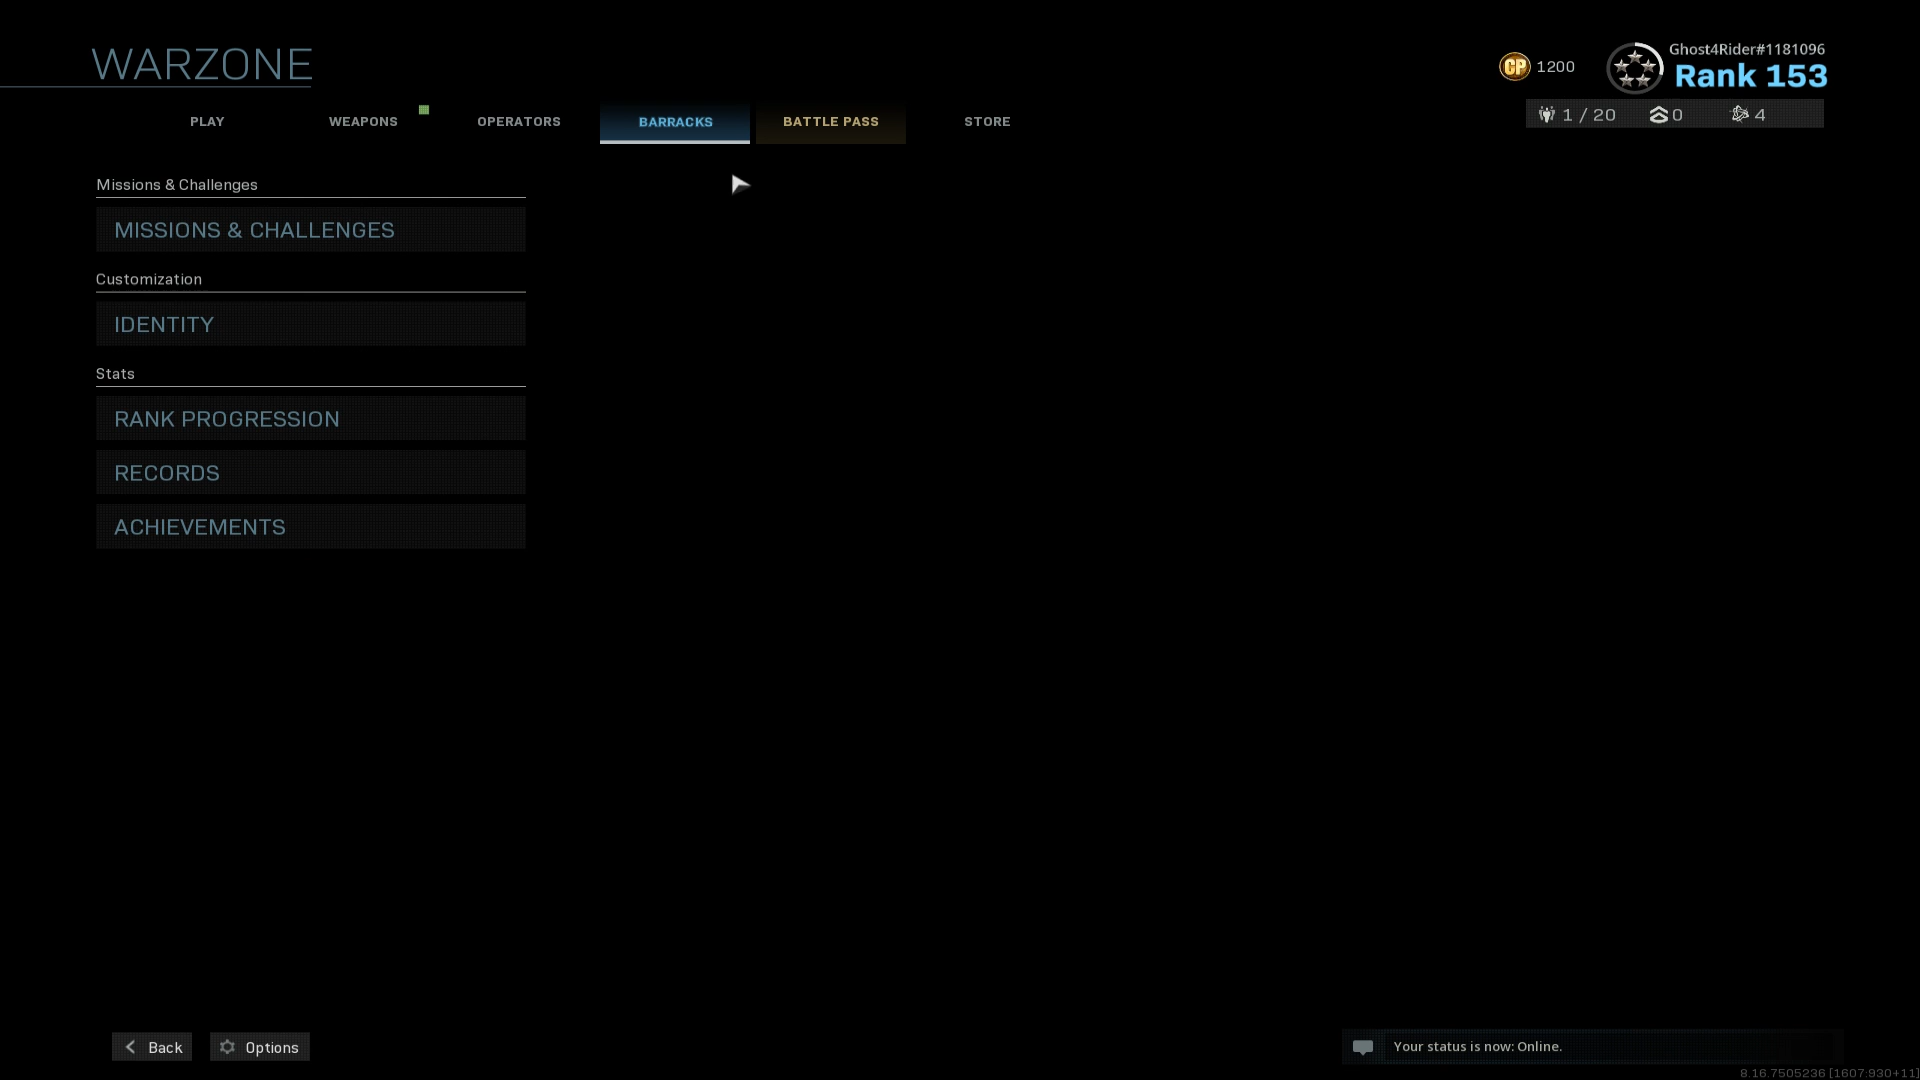 WARZONE
CP 1200
Ghost4Rider#1181096
Rank 153
PLAY WEAPONS OPERATORS BARRACKS BATTLE PASS STORE
1 / 20 0 4
Missions & Challenges
MISSIONS & CHALLENGES
Customization
IDENTITY
Stats
RANK PROGRESSION
RECORDS
ACHIEVEMENTS
Back Options
Your status is now: Online.
8.16.7505236 [1607:930+11]